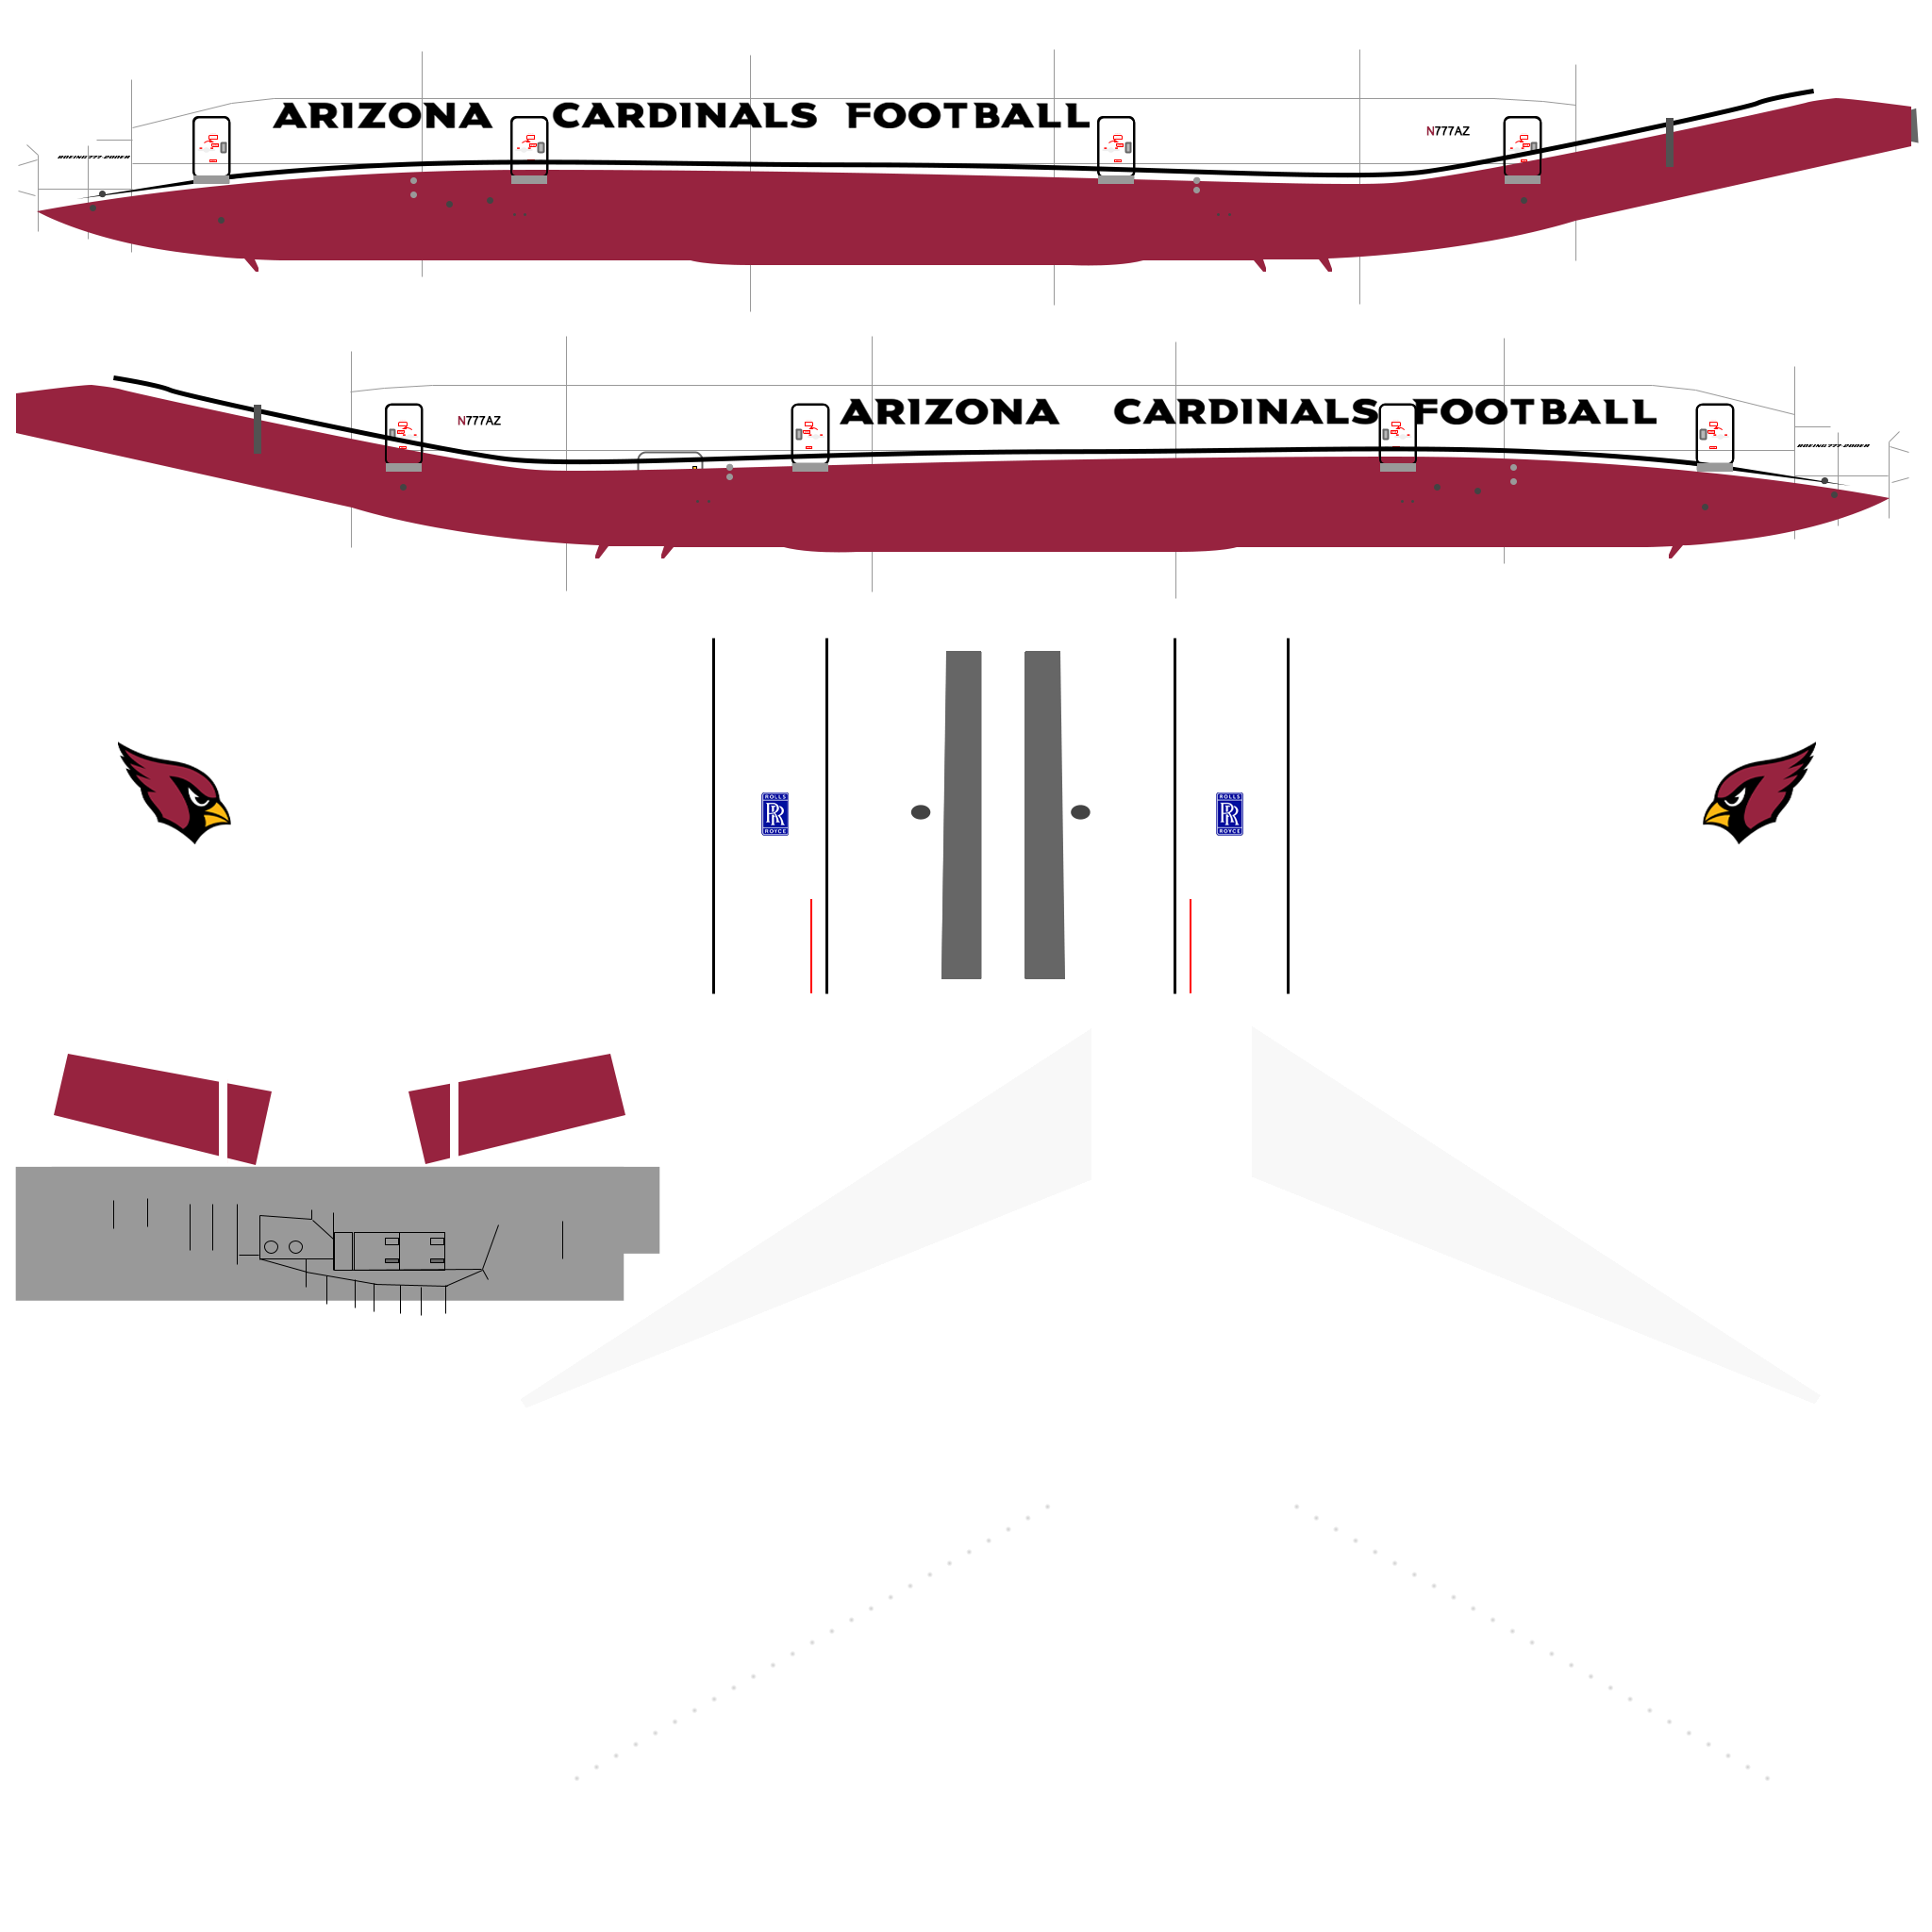 ARIZONA CARDINALS FOOTBALL
N777AZ
BOEING 777-200ER
ARIZONA CARDINALS FOOTBALL
N777AZ
BOEING 777-200ER
ROLLS
RR
ROYCE
ROLLS
RR
ROYCE